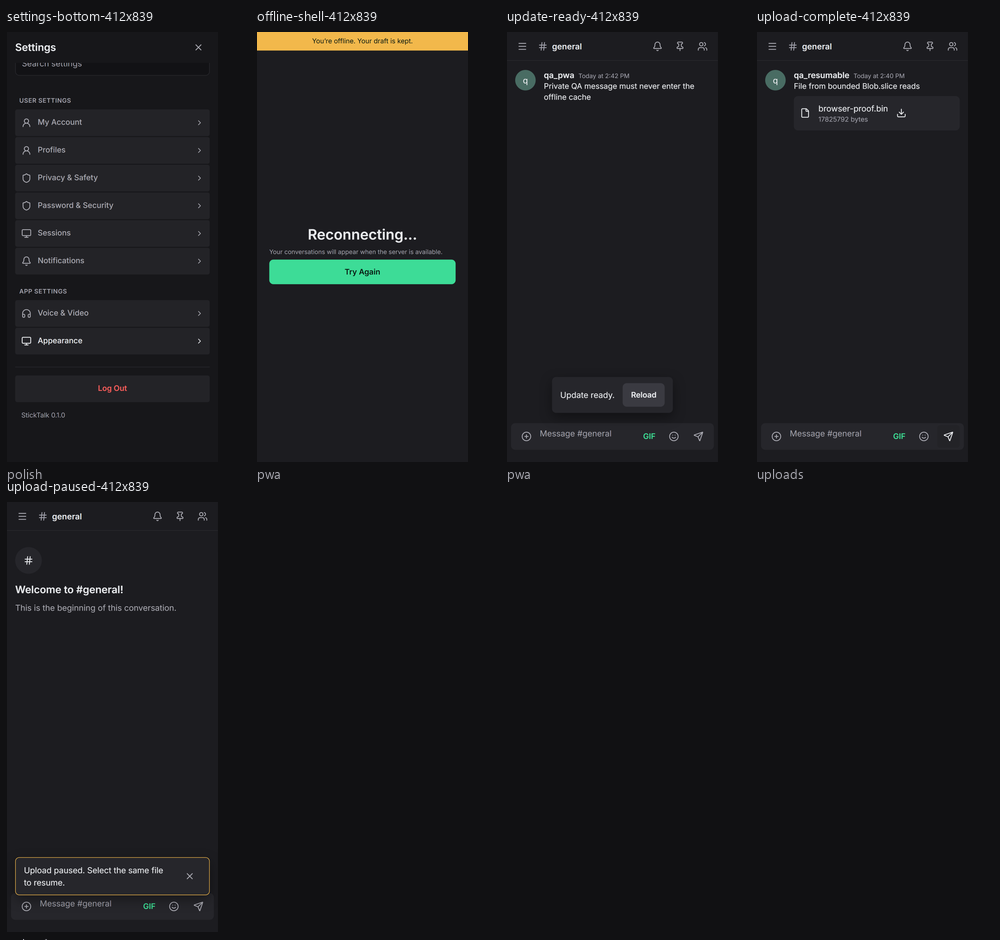 settings-bottom-412x839
Settings
Search settings
USER SETTINGS
My Account
Profiles
Privacy & Safety
Password & Security
Sessions
Notifications
APP SETTINGS
Voice & Video
Appearance
Log Out
StickTalk 0.1.0
polish
offline-shell-412x839
You're offline. Your draft is kept.
Reconnecting...
Your conversations will appear when the server is available.
Try Again
pwa
update-ready-412x839
# general
q
qa_pwa Today at 2:42 PM
Private QA message must never enter the
offline cache
Update ready. Reload
Message #general GIF
pwa
upload-complete-412x839
# general
q
qa_resumable Today at 2:40 PM
File from bounded Blob.slice reads
browser-proof.bin
17825792 bytes
Message #general GIF
uploads
upload-paused-412x839
# general
#
Welcome to #general!
This is the beginning of this conversation.
Upload paused. Select the same file
to resume.
Message #general GIF